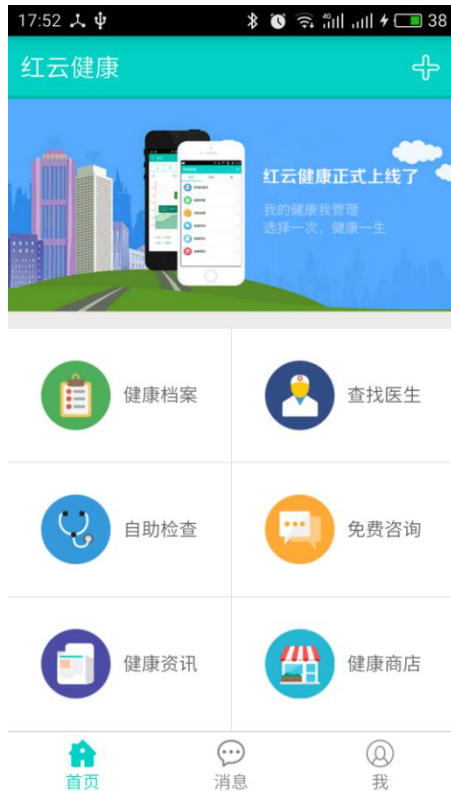 17:52 38
红云健康
红云健康正式上线了
我的健康我管理
选择一次，健康一生
健康档案 查找医生
自助检查 免费咨询
健康资讯 健康商店
首页 消息 我